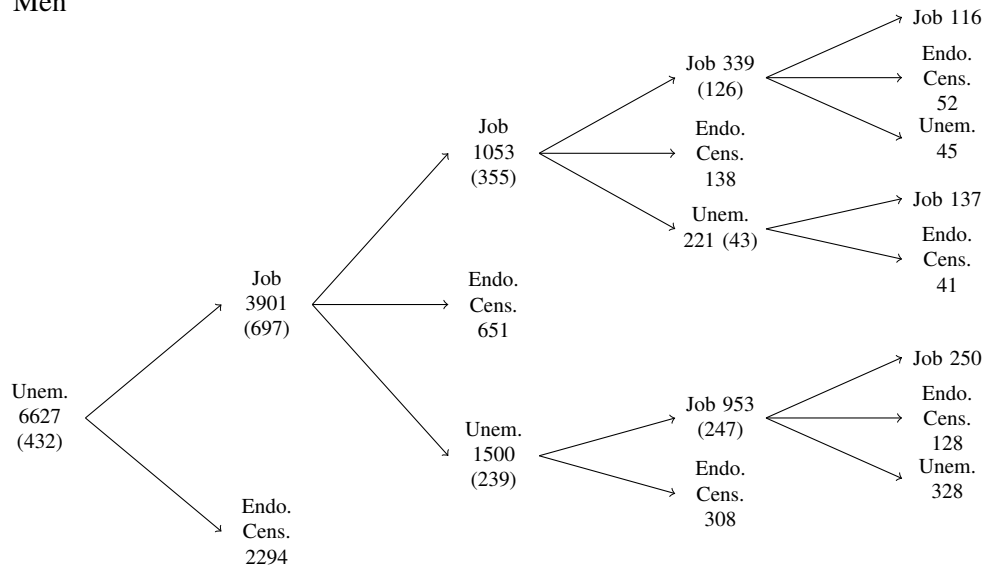 Men
Unem.
6627
(432)
Job
3901
(697)
Endo.
Cens.
2294
Job
1053
(355)
Endo.
Cens.
651
Unem.
1500
(239)
Job 339
(126)
Endo.
Cens.
138
Unem.
221 (43)
Job 953
(247)
Endo.
Cens.
308
Job 116
Endo.
Cens.
52
Unem.
45
Job 137
Endo.
Cens.
41
Job 250
Endo.
Cens.
128
Unem.
328